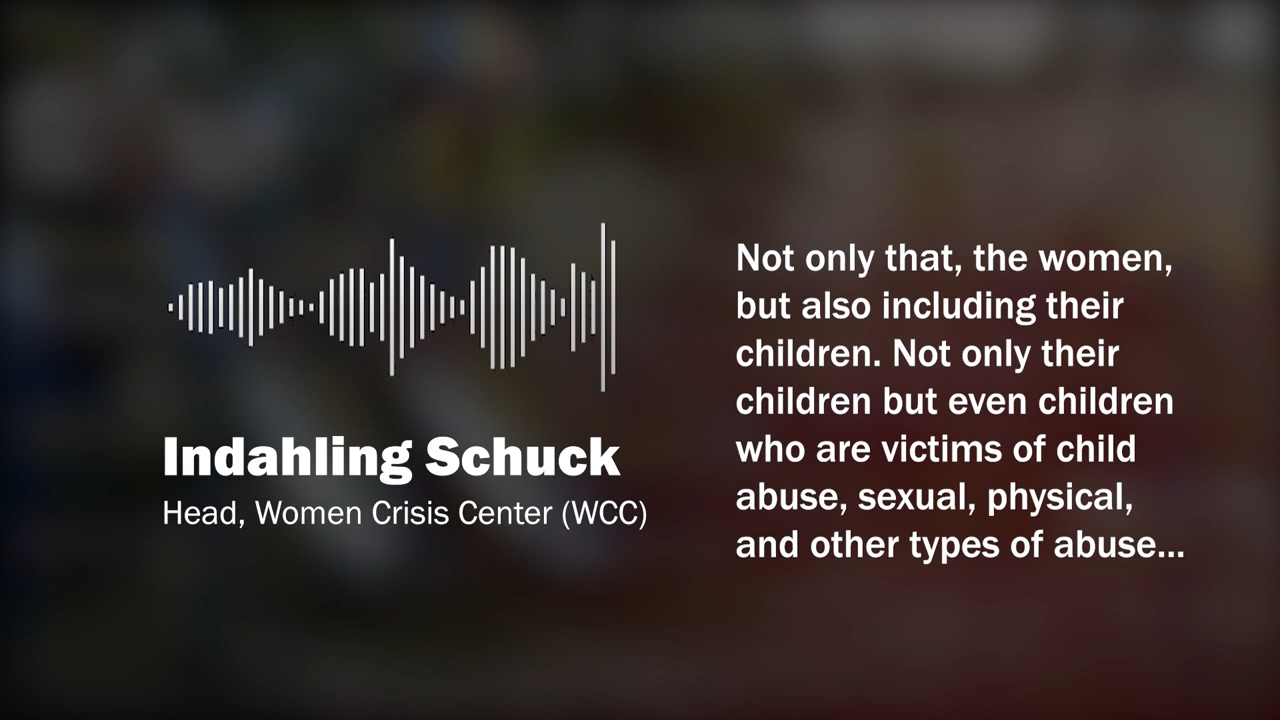 Indahling Schuck
Head, Women Crisis Center (WCC)
Not only that, the women,
but also including their
children. Not only their
children but even children
who are victims of child
abuse, sexual, physical,
and other types of abuse...